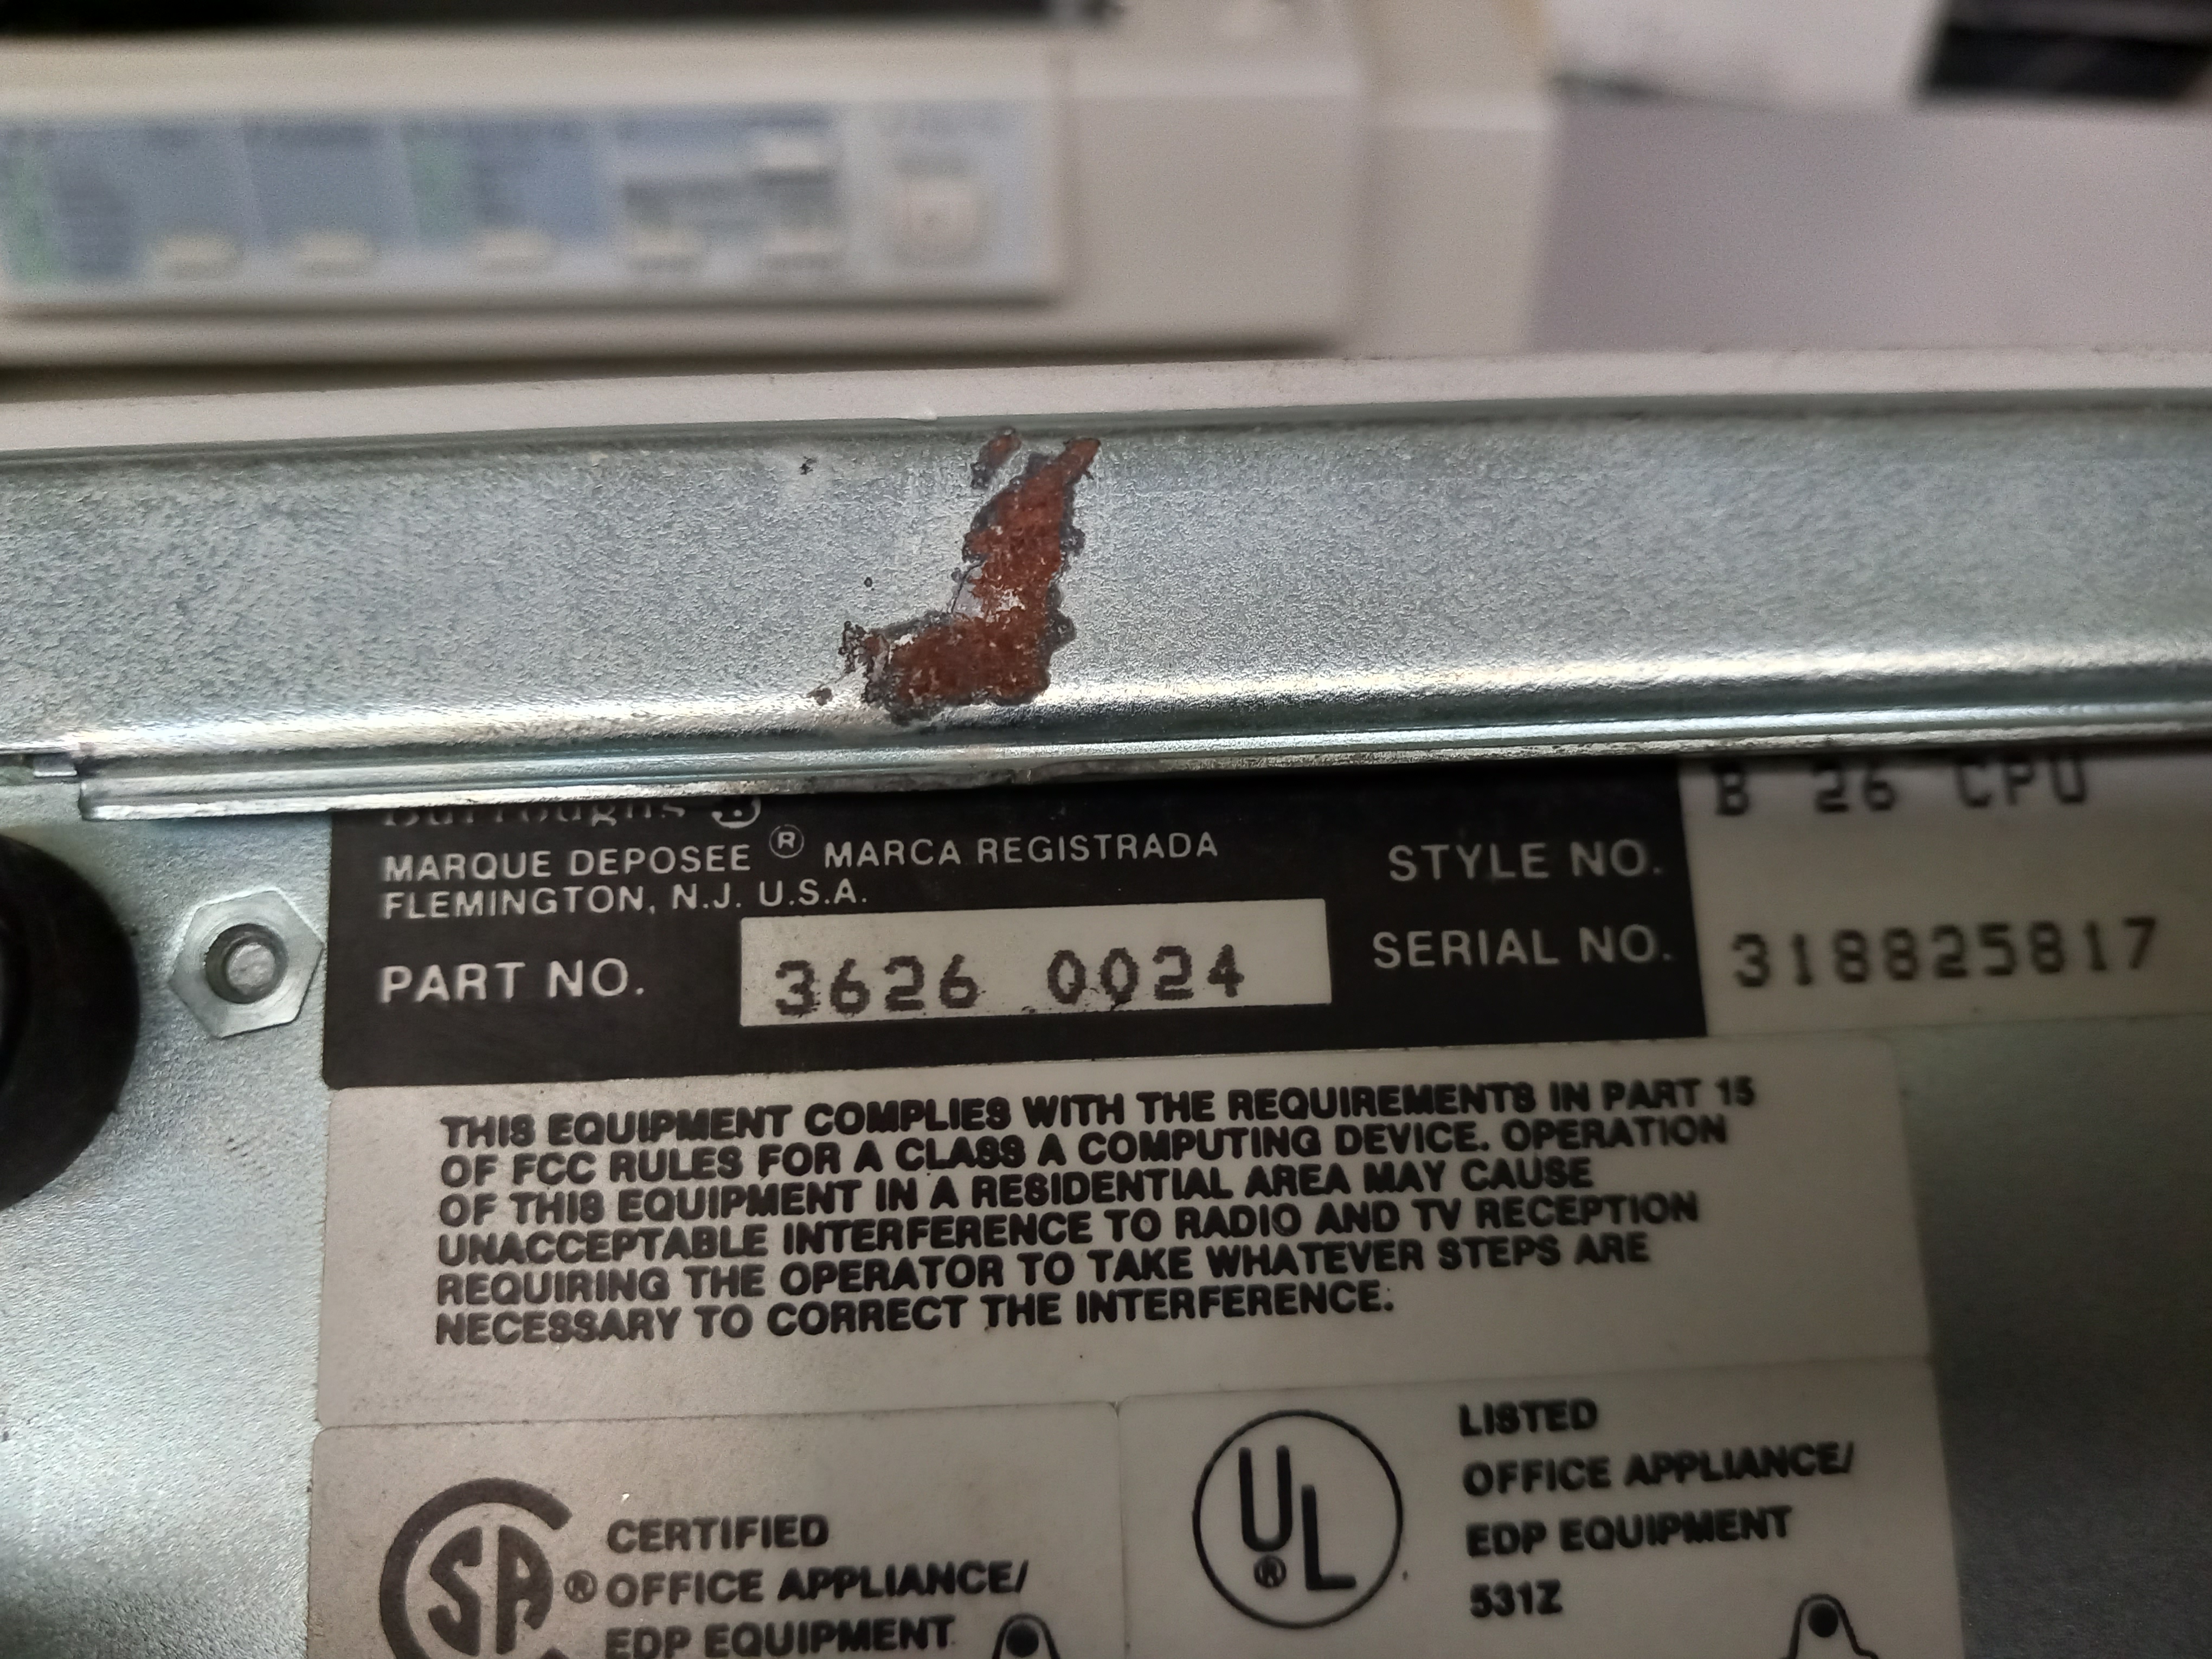 Burroughs
B 26 CPU
MARQUE DEPOSEE ® MARCA REGISTRADA
STYLE NO.
FLEMINGTON, N.J. U.S.A.
PART NO. 3626 0024
SERIAL NO. 318825817
THIS EQUIPMENT COMPLIES WITH THE REQUIREMENTS IN PART 15
OF FCC RULES FOR A CLASS A COMPUTING DEVICE. OPERATION
OF THIS EQUIPMENT IN A RESIDENTIAL AREA MAY CAUSE
UNACCEPTABLE INTERFERENCE TO RADIO AND TV RECEPTION
REQUIRING THE OPERATOR TO TAKE WHATEVER STEPS ARE
NECESSARY TO CORRECT THE INTERFERENCE.
SA ®
CERTIFIED
OFFICE APPLIANCE/
EDP EQUIPMENT
UL ®
LISTED
OFFICE APPLIANCE/
EDP EQUIPMENT
531Z